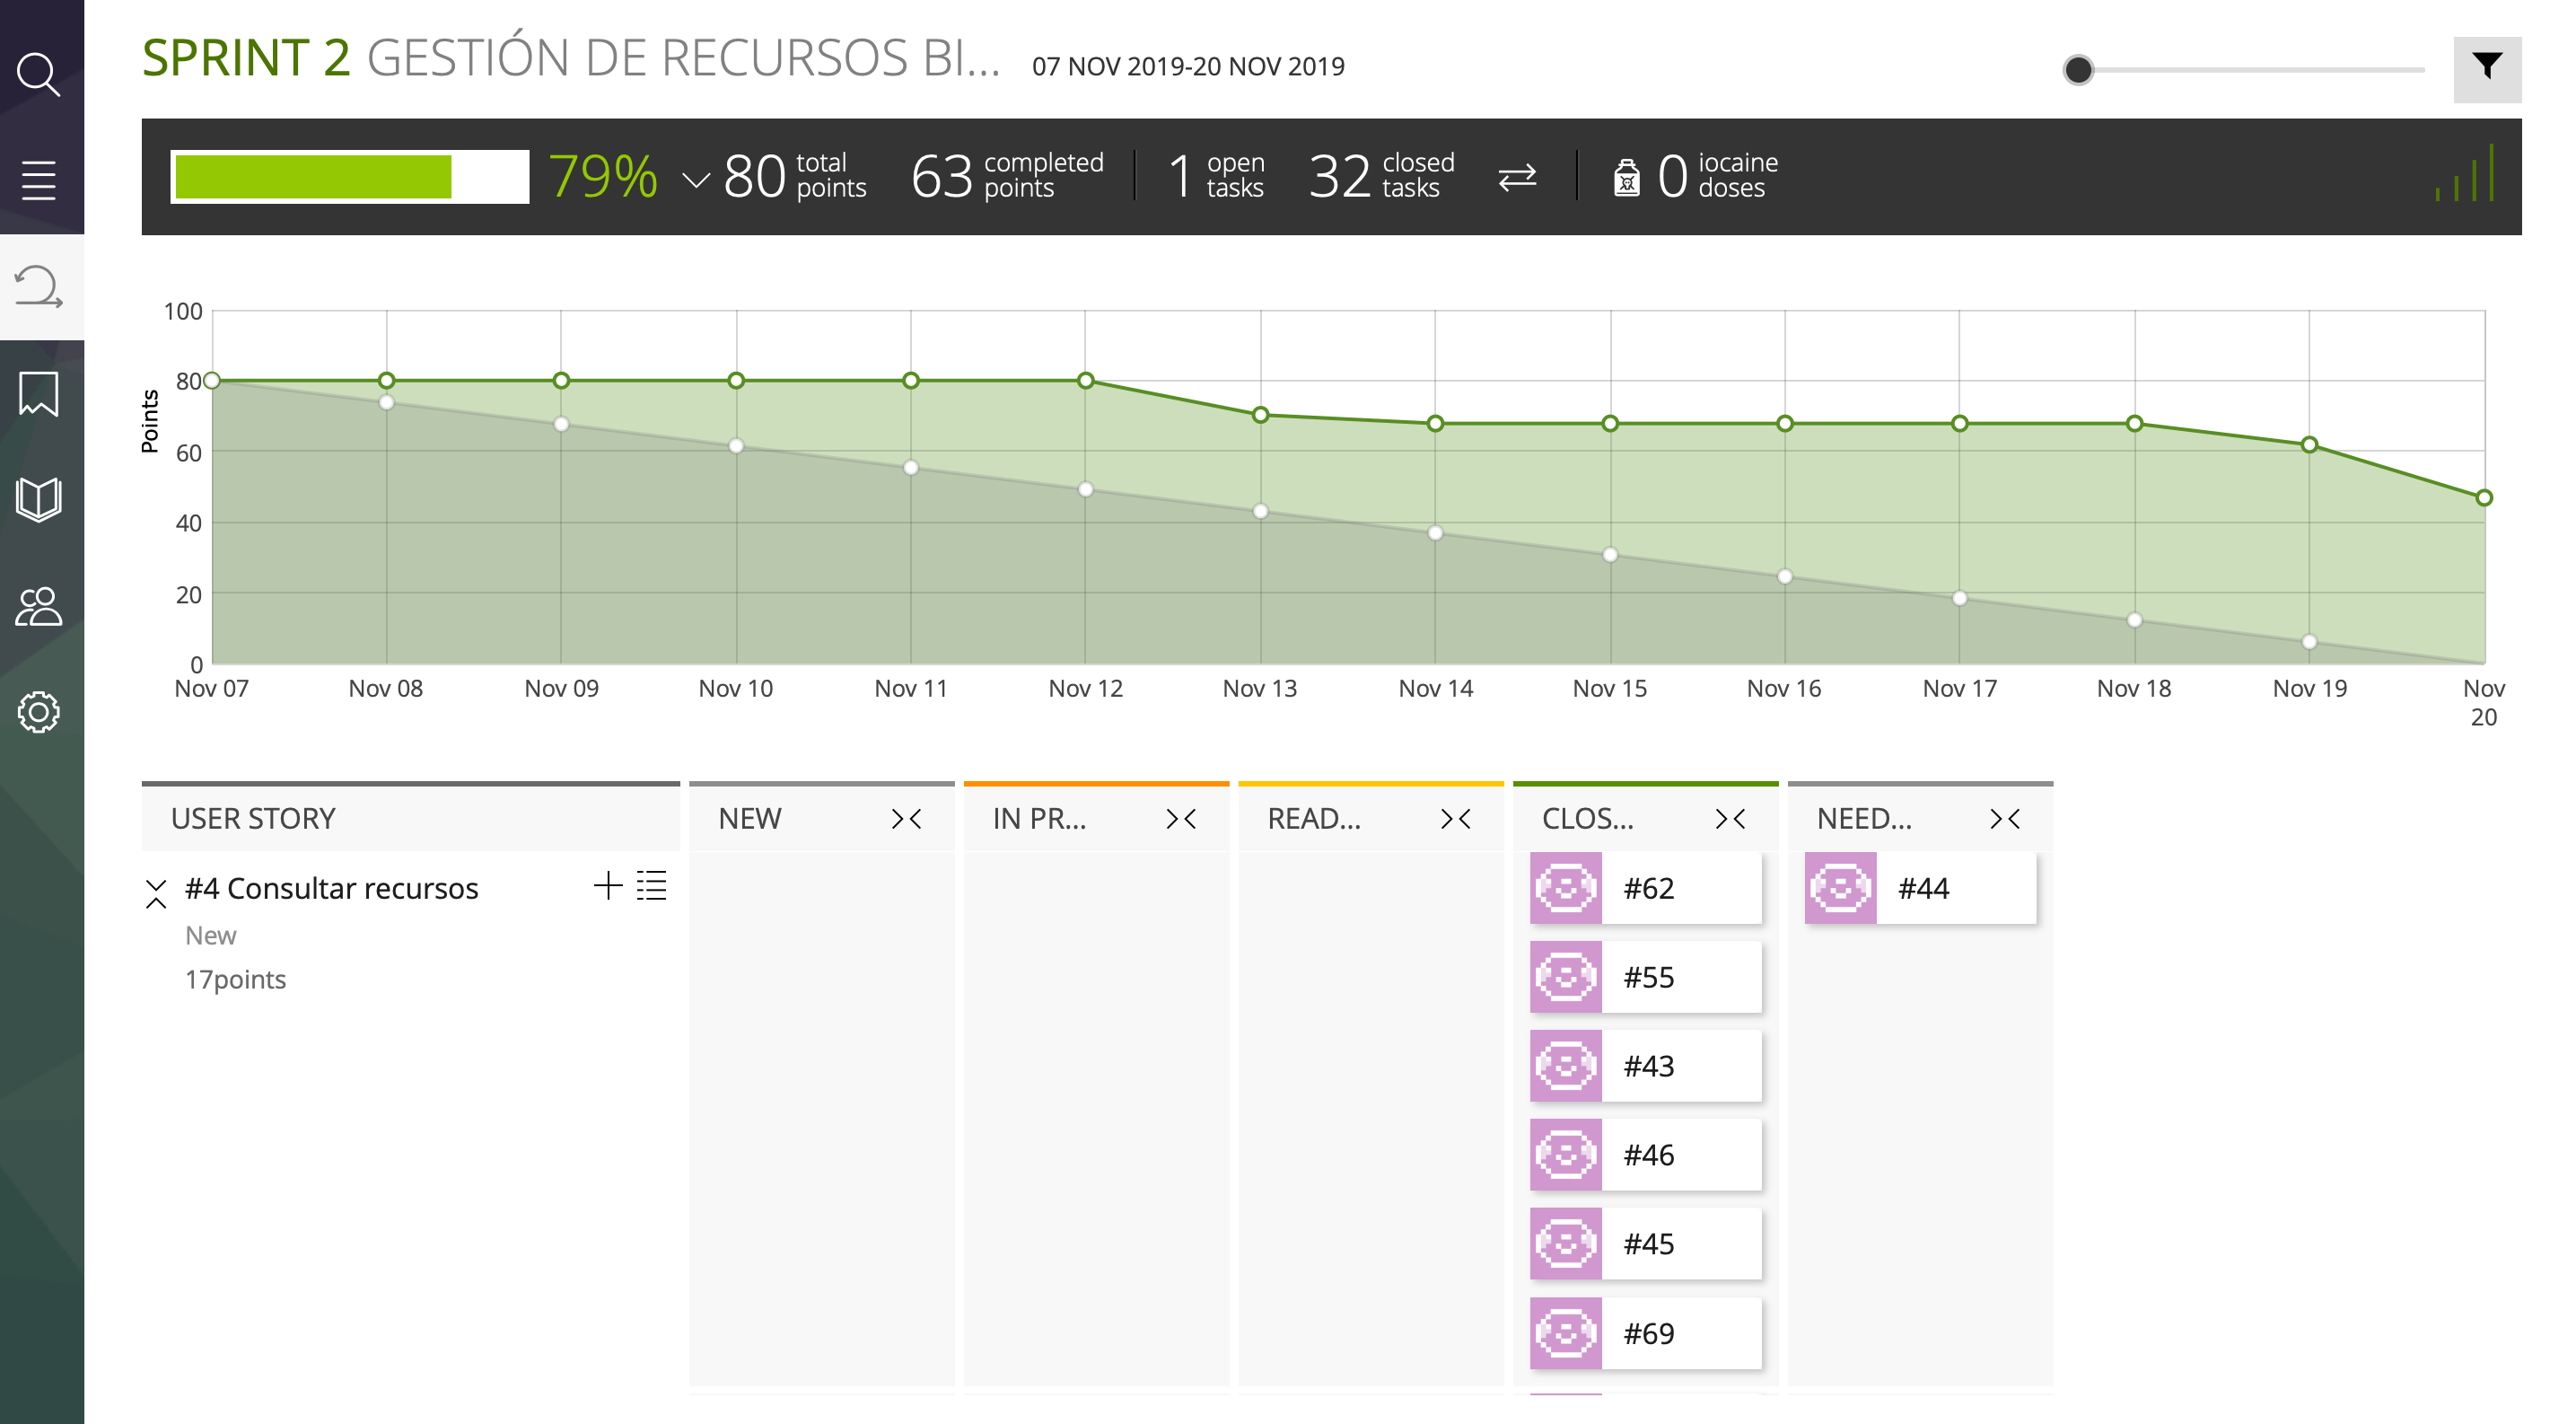 SPRINT 2 GESTIÓN DE RECURSOS BI... 07 NOV 2019-20 NOV 2019
79% 80 total points 63 completed points 1 open tasks 32 closed tasks 0 iocaine doses
Points
100
80
60
40
20
0
Nov 07 Nov 08 Nov 09 Nov 10 Nov 11 Nov 12 Nov 13 Nov 14 Nov 15 Nov 16 Nov 17 Nov 18 Nov 19 Nov 20
USER STORY NEW IN PR... READ... CLOS... NEED...
#4 Consultar recursos #62 #44
New
17points
#55
#43
#46
#45
#69